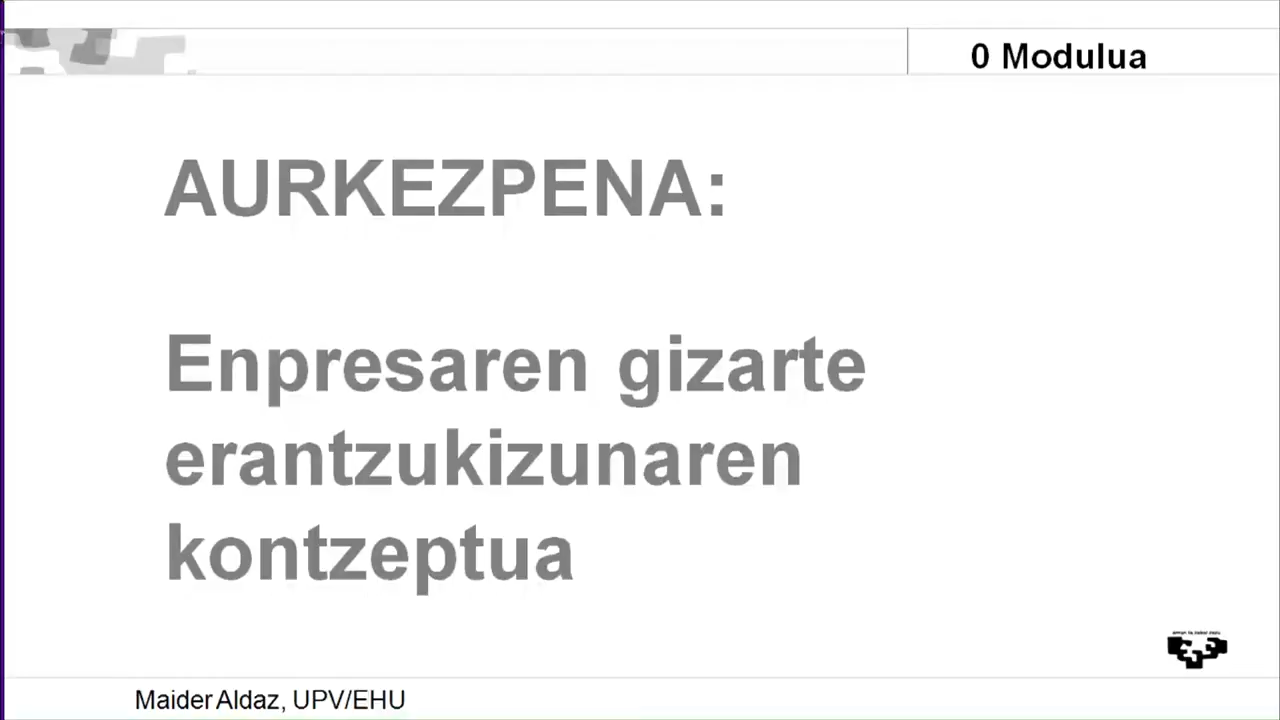 0 Modulua
AURKEZPENA:
Enpresaren gizarte
erantzukizunaren
kontzeptua
Maider Aldaz, UPV/EHU